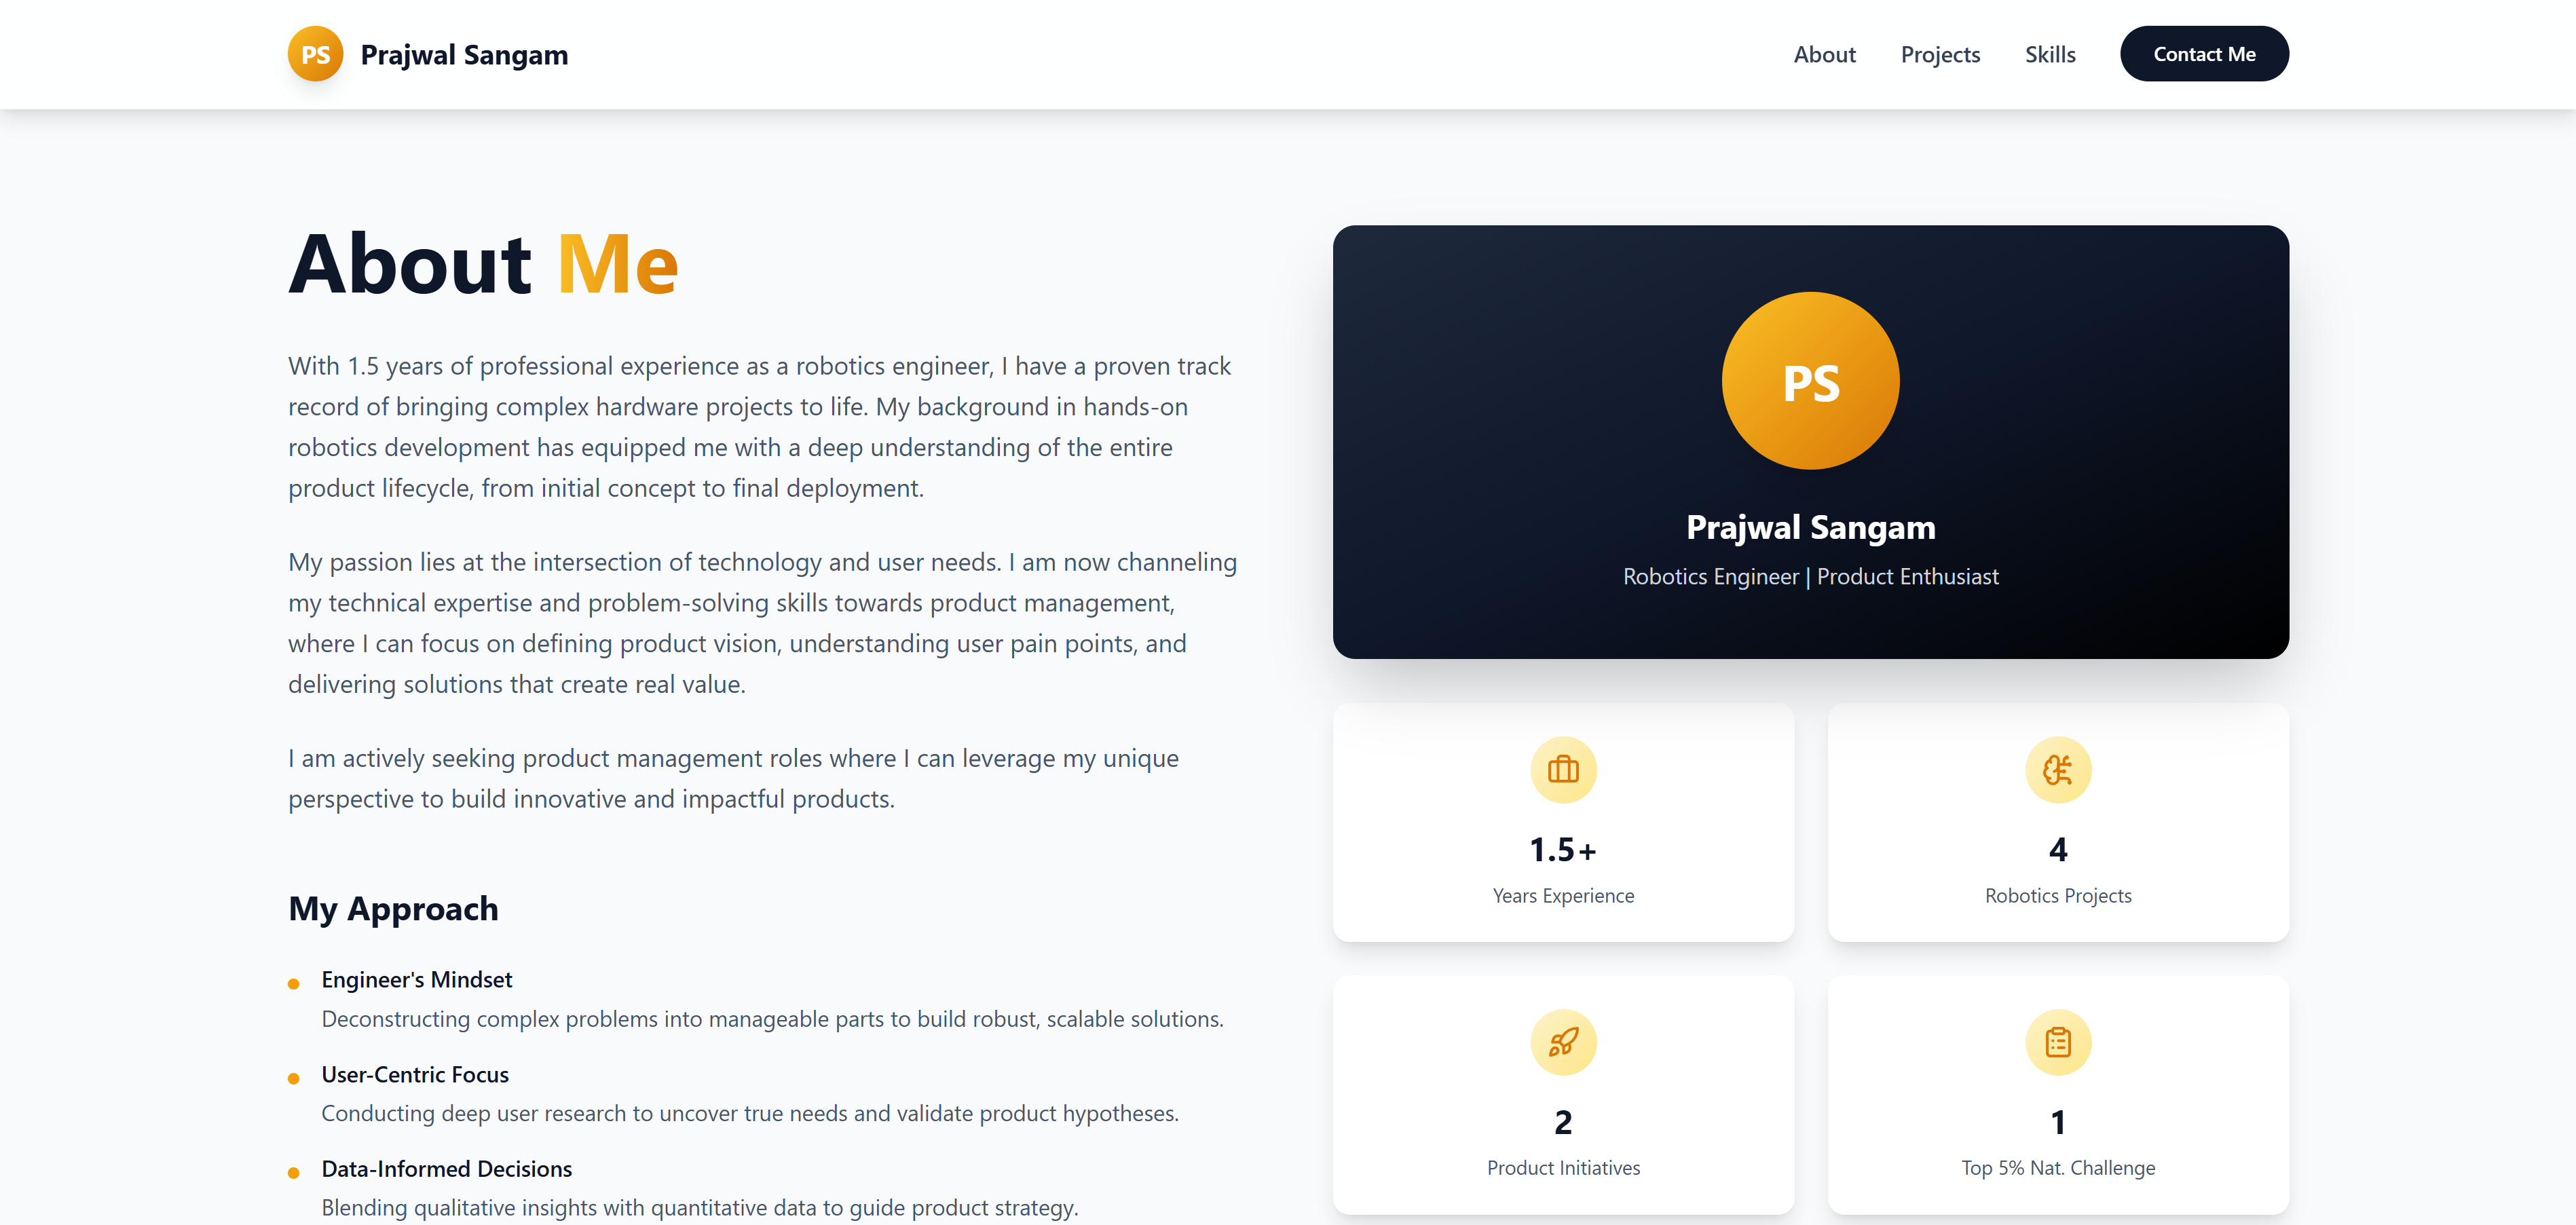 PS
Prajwal Sangam
About
Projects
Skills
Contact Me
About Me
With 1.5 years of professional experience as a robotics engineer, I have a proven track
record of bringing complex hardware projects to life. My background in hands-on
robotics development has equipped me with a deep understanding of the entire
product lifecycle, from initial concept to final deployment.
My passion lies at the intersection of technology and user needs. I am now channeling
my technical expertise and problem-solving skills towards product management,
where I can focus on defining product vision, understanding user pain points, and
delivering solutions that create real value.
I am actively seeking product management roles where I can leverage my unique
perspective to build innovative and impactful products.
My Approach
Engineer's Mindset
Deconstructing complex problems into manageable parts to build robust, scalable solutions.
User-Centric Focus
Conducting deep user research to uncover true needs and validate product hypotheses.
Data-Informed Decisions
Blending qualitative insights with quantitative data to guide product strategy.
PS
Prajwal Sangam
Robotics Engineer | Product Enthusiast
1.5+
Years Experience
4
Robotics Projects
2
Product Initiatives
1
Top 5% Nat. Challenge